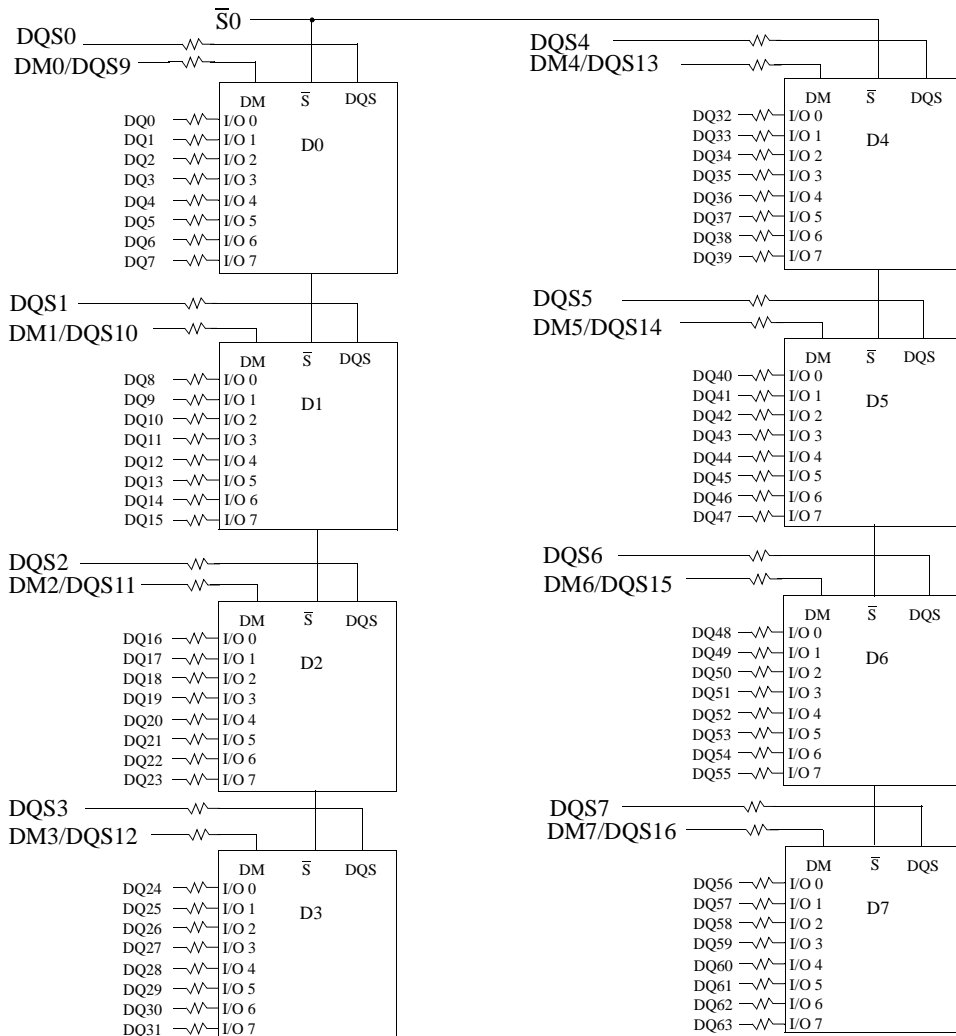 S̅0
DQS0
DM0/DQS9
DM S̅ DQS
D0
DQ0 I/O 0
DQ1 I/O 1
DQ2 I/O 2
DQ3 I/O 3
DQ4 I/O 4
DQ5 I/O 5
DQ6 I/O 6
DQ7 I/O 7
DQS1
DM1/DQS10
DM S̅ DQS
D1
DQ8 I/O 0
DQ9 I/O 1
DQ10 I/O 2
DQ11 I/O 3
DQ12 I/O 4
DQ13 I/O 5
DQ14 I/O 6
DQ15 I/O 7
DQS2
DM2/DQS11
DM S̅ DQS
D2
DQ16 I/O 0
DQ17 I/O 1
DQ18 I/O 2
DQ19 I/O 3
DQ20 I/O 4
DQ21 I/O 5
DQ22 I/O 6
DQ23 I/O 7
DQS3
DM3/DQS12
DM S̅ DQS
D3
DQ24 I/O 0
DQ25 I/O 1
DQ26 I/O 2
DQ27 I/O 3
DQ28 I/O 4
DQ29 I/O 5
DQ30 I/O 6
DQ31 I/O 7
DQS4
DM4/DQS13
DM S̅ DQS
D4
DQ32 I/O 0
DQ33 I/O 1
DQ34 I/O 2
DQ35 I/O 3
DQ36 I/O 4
DQ37 I/O 5
DQ38 I/O 6
DQ39 I/O 7
DQS5
DM5/DQS14
DM S̅ DQS
D5
DQ40 I/O 0
DQ41 I/O 1
DQ42 I/O 2
DQ43 I/O 3
DQ44 I/O 4
DQ45 I/O 5
DQ46 I/O 6
DQ47 I/O 7
DQS6
DM6/DQS15
DM S̅ DQS
D6
DQ48 I/O 0
DQ49 I/O 1
DQ50 I/O 2
DQ51 I/O 3
DQ52 I/O 4
DQ53 I/O 5
DQ54 I/O 6
DQ55 I/O 7
DQS7
DM7/DQS16
DM S̅ DQS
D7
DQ56 I/O 0
DQ57 I/O 1
DQ58 I/O 2
DQ59 I/O 3
DQ60 I/O 4
DQ61 I/O 5
DQ62 I/O 6
DQ63 I/O 7